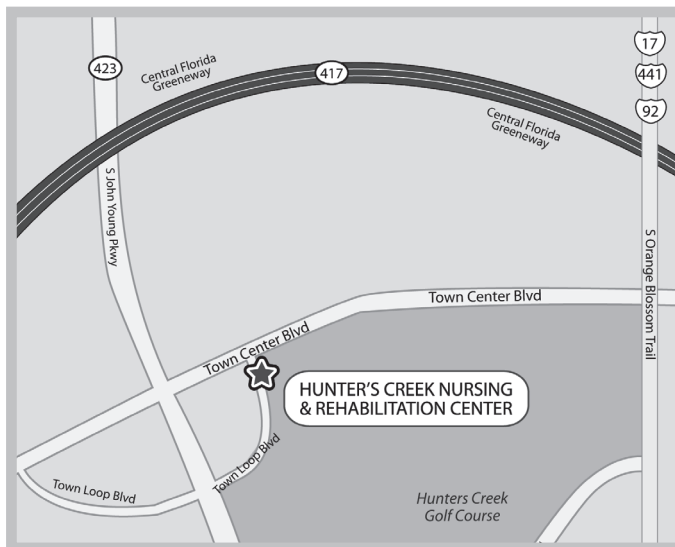 17
423
Central Florida
Greeneway
417
441
92
Central Florida
Greeneway
S John Young Pkwy
S Orange Blossom Trail
Town Center Blvd
Town Center Blvd
HUNTER'S CREEK NURSING
& REHABILITATION CENTER
Town Loop Blvd
Town Loop Blvd
Hunters Creek
Golf Course